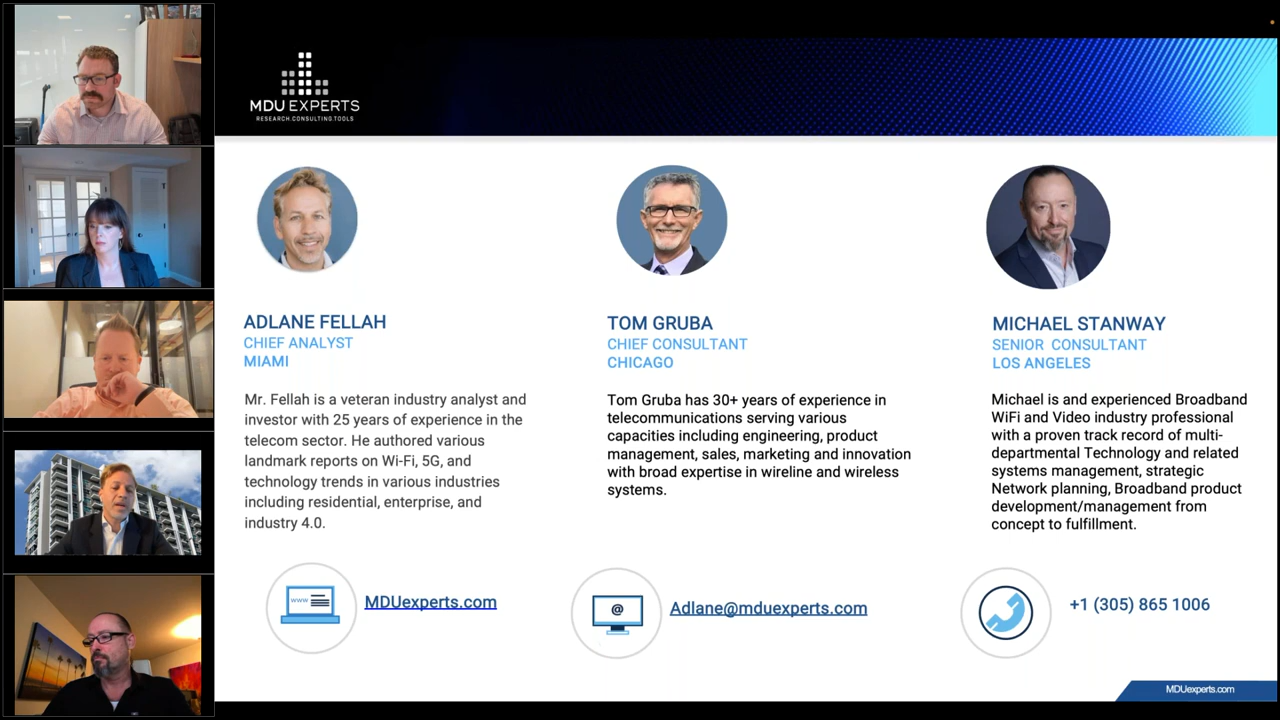 MDU EXPERTS
RESEARCH.CONSULTING.TOOLS
ADLANE FELLAH
CHIEF ANALYST
MIAMI
Mr. Fellah is a veteran industry analyst and
investor with 25 years of experience in the
telecom sector. He authored various
landmark reports on Wi-Fi, 5G, and
technology trends in various industries
including residential, enterprise, and
industry 4.0.
TOM GRUBA
CHIEF CONSULTANT
CHICAGO
Tom Gruba has 30+ years of experience in
telecommunications serving various
capacities including engineering, product
management, sales, marketing and innovation
with broad expertise in wireline and wireless
systems.
MICHAEL STANWAY
SENIOR CONSULTANT
LOS ANGELES
Michael is and experienced Broadband
WiFi and Video industry professional
with a proven track record of multi-
departmental Technology and related
systems management, strategic
Network planning, Broadband product
development/management from
concept to fulfillment.
www
MDUexperts.com
@
Adlane@mduexperts.com
+1 (305) 865 1006
MDUexperts.com